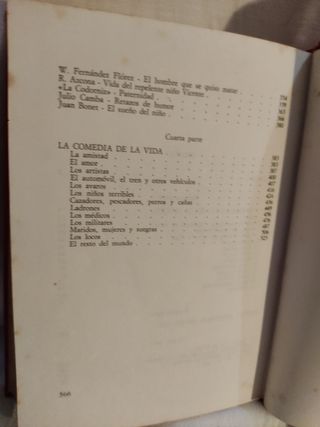 W. Fernández Flórez - El hombre que se quiso matar
R. Azcona - Vida del repelente niño Vicente
«La Codorniz» - Paternidad
Julio Camba - Retazos de humor
Juan Bonet - El sueño del niño
Cuarta parte
LA COMEDIA DE LA VIDA
La amistad
El amor
Los artistas
El automóvil, el tren y otros vehículos
Los avaros
Los niños terribles
Cazadores, pescadores, perros y cañas
Ladrones
Los médicos
Los militares
Maridos, mujeres y suegras
Los locos
El resto del mundo
566